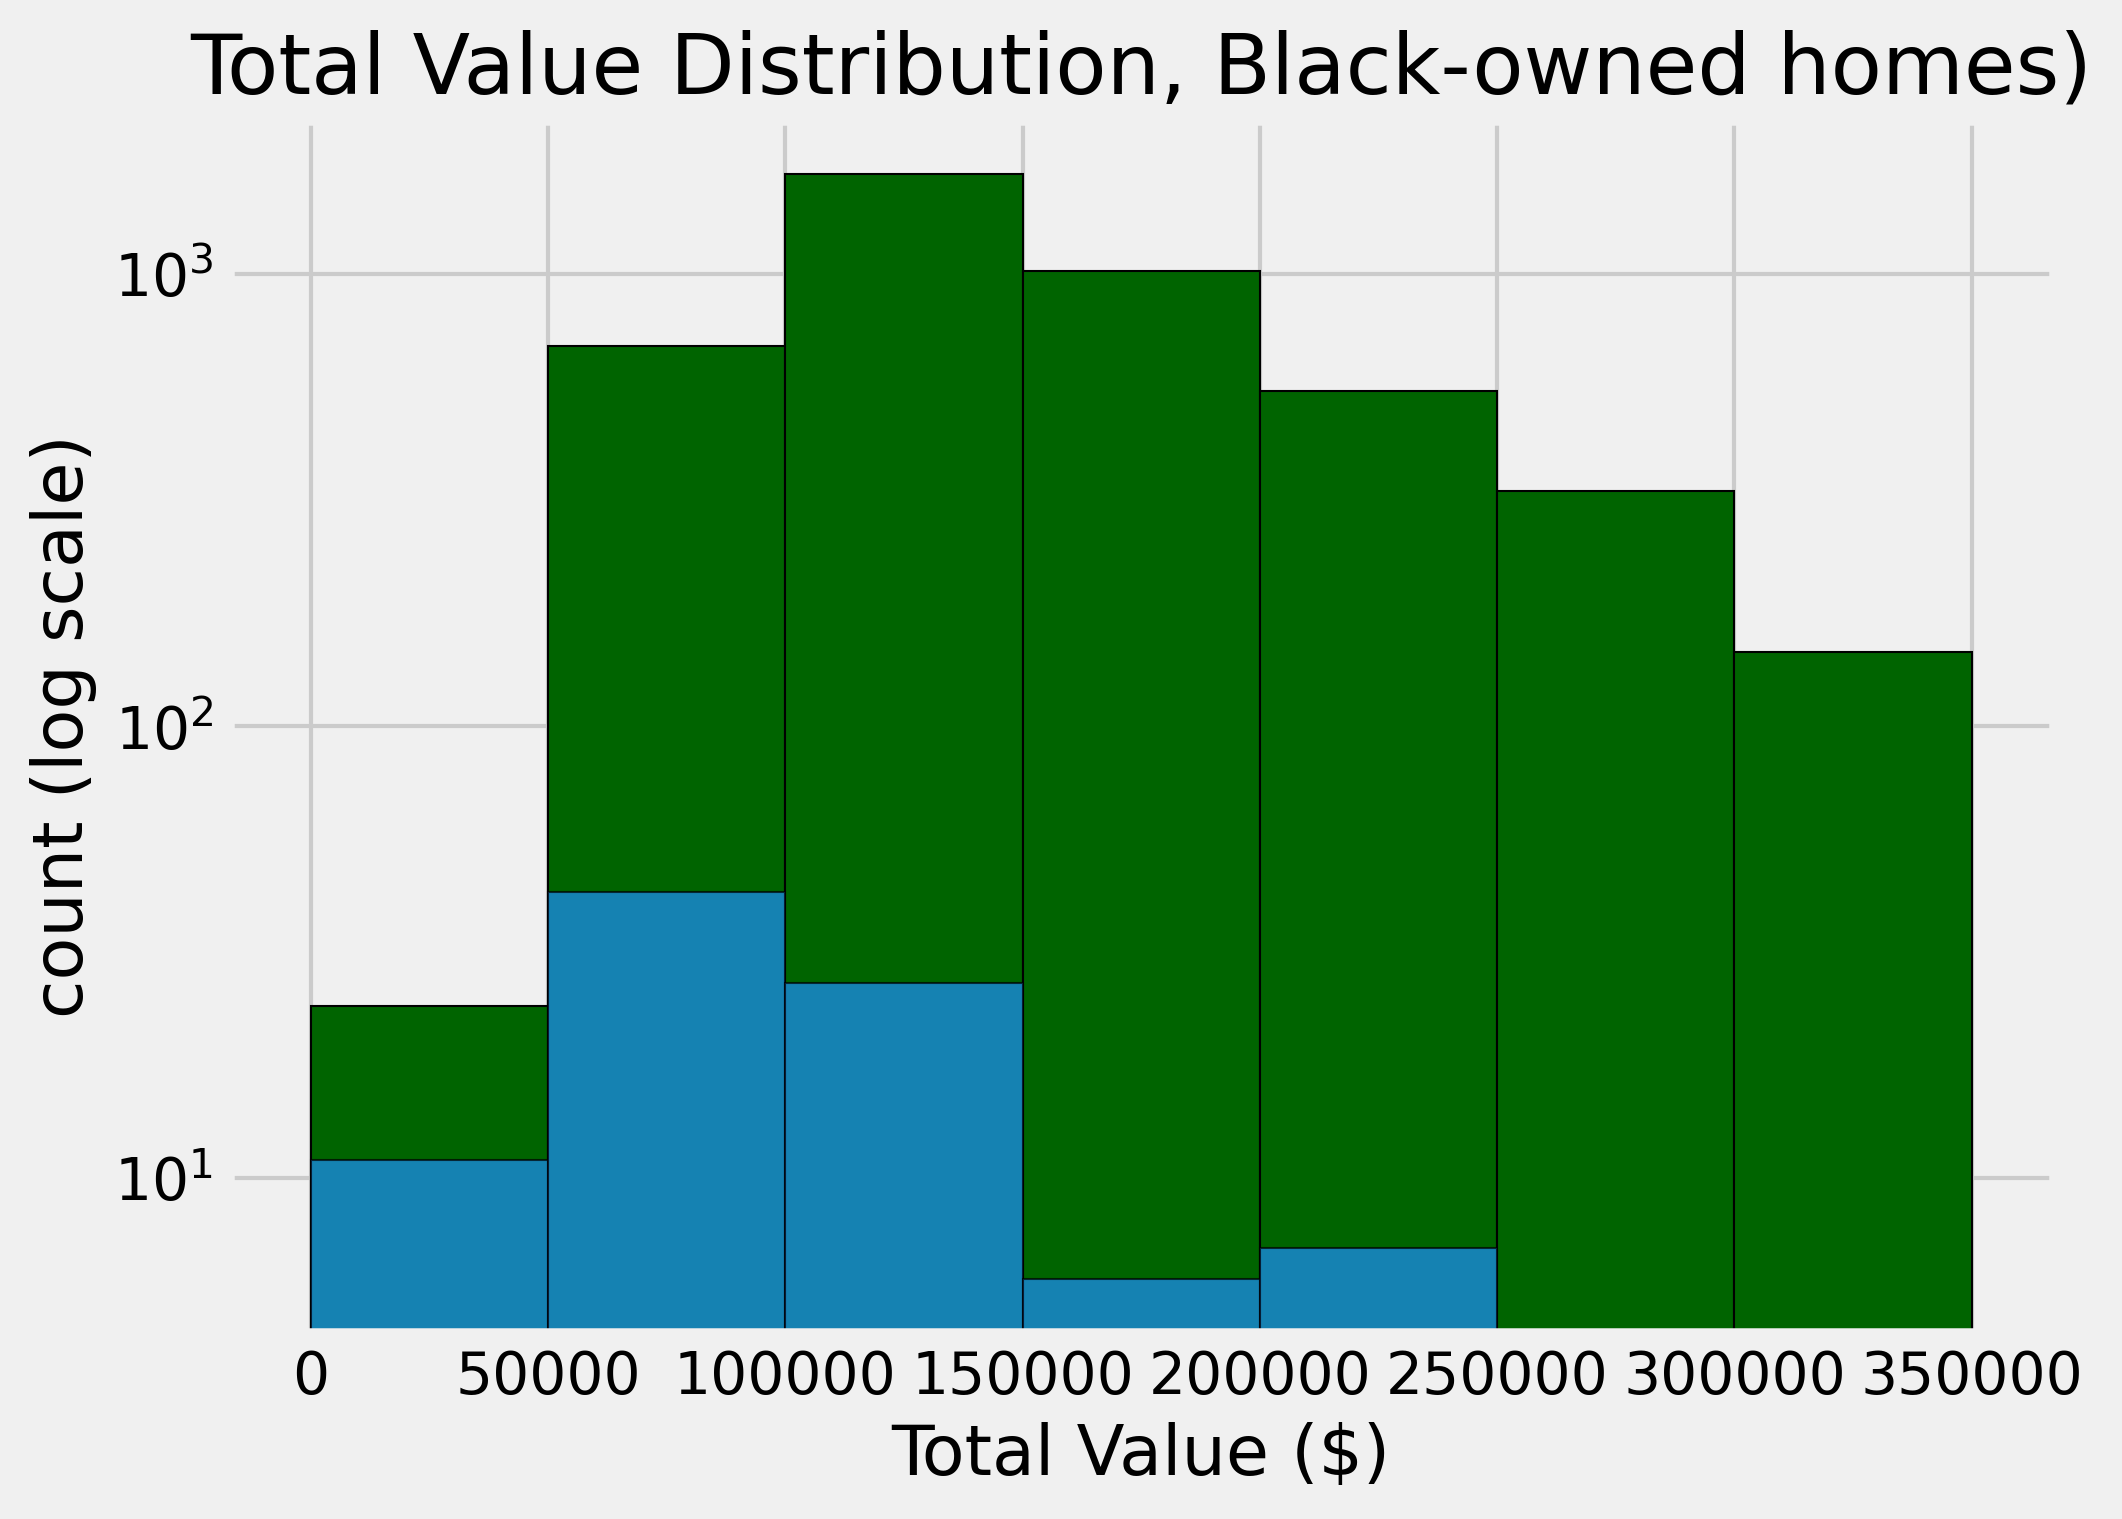 Total Value Distribution, Black-owned homes)
count (log scale)
10³
10²
10¹
0 50000 100000 150000 200000 250000 300000 350000
Total Value ($)